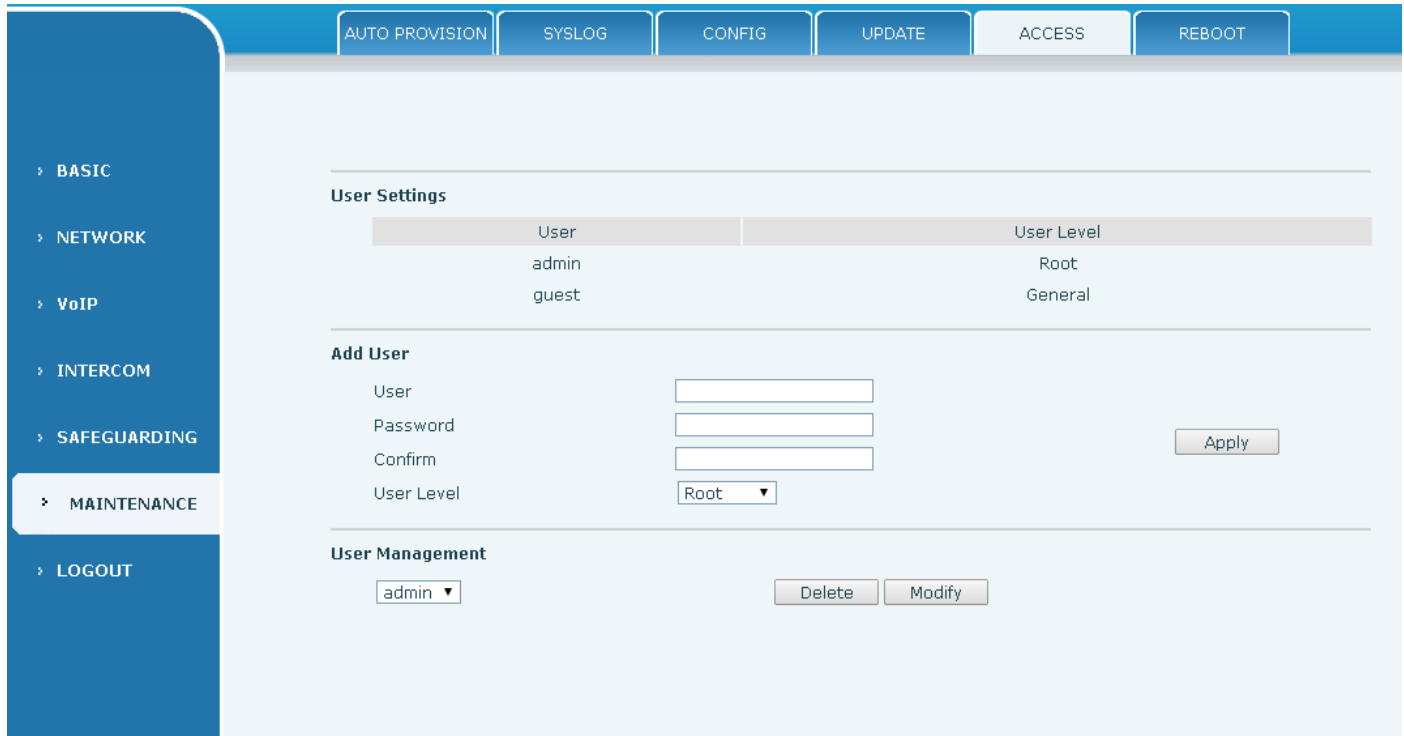 AUTO PROVISION SYSLOG CONFIG UPDATE ACCESS REBOOT
BASIC
NETWORK
VoIP
INTERCOM
SAFEGUARDING
MAINTENANCE
LOGOUT
User Settings
User User Level
admin Root
guest General
Add User
User
Password
Confirm
User Level Root
Apply
User Management
admin Delete Modify